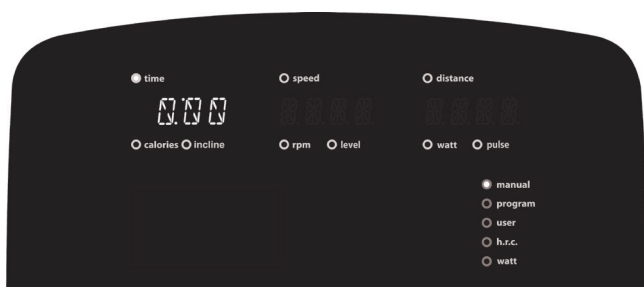 time speed distance
0:00
calories incline rpm level watt pulse
manual
program
user
h.r.c.
watt